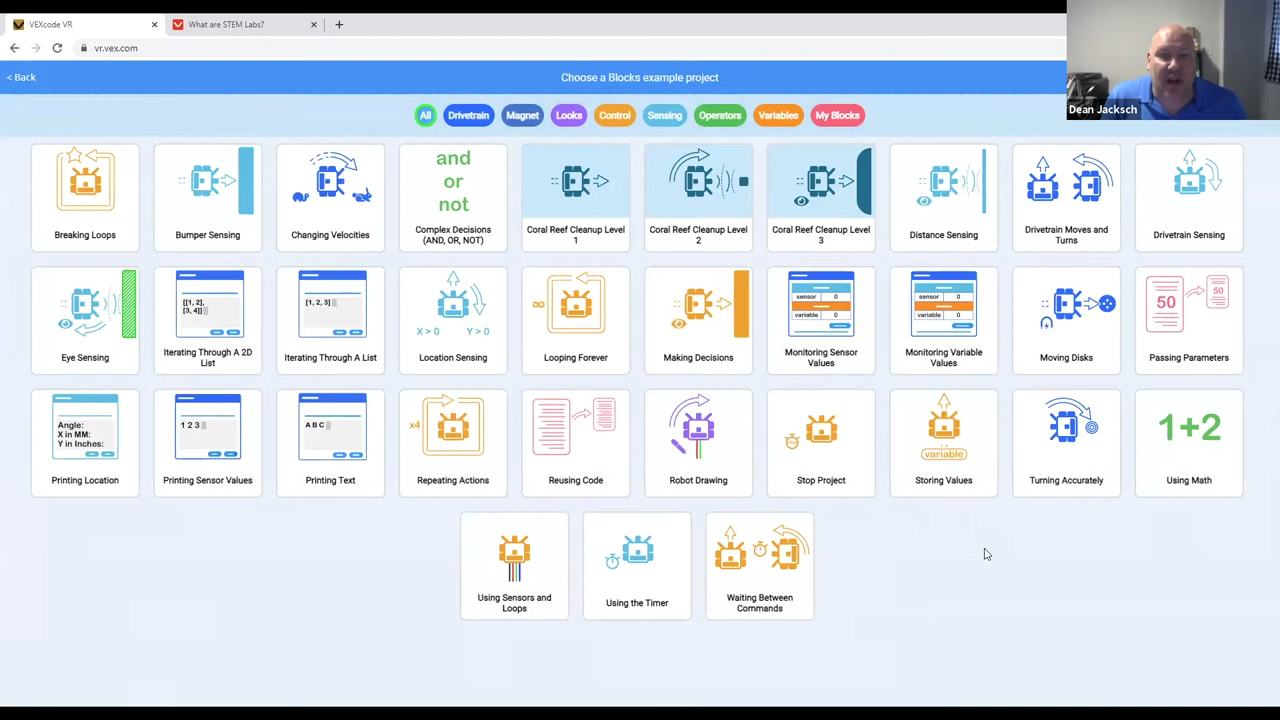 VEXcode VR
What are STEM Labs?
vr.vex.com
Dean Jacksch
< Back
Choose a Blocks example project
All
Drivetrain
Magnet
Looks
Control
Sensing
Operators
Variables
My Blocks
Breaking Loops
Bumper Sensing
Changing Velocities
and
or
not
Complex Decisions
(AND, OR, NOT)
Coral Reef Cleanup Level
1
Coral Reef Cleanup Level
2
Coral Reef Cleanup Level
3
Distance Sensing
Drivetrain Moves and
Turns
Drivetrain Sensing
Eye Sensing
[[1, 2],
[3, 4]]
Iterating Through A 2D
List
[1, 2, 3]
Iterating Through A List
X > 0 Y > 0
Location Sensing
∞
Looping Forever
Making Decisions
sensor 0
variable 0
Monitoring Sensor
Values
sensor 0
variable 0
Monitoring Variable
Values
Moving Disks
50
50
Passing Parameters
Angle:
X in MM:
Y in Inches:
Printing Location
1 2 3
Printing Sensor Values
A B C
Printing Text
x4
Repeating Actions
Reusing Code
Robot Drawing
Stop Project
variable
Storing Values
Turning Accurately
1+2
Using Math
Using Sensors and
Loops
Using the Timer
Waiting Between
Commands